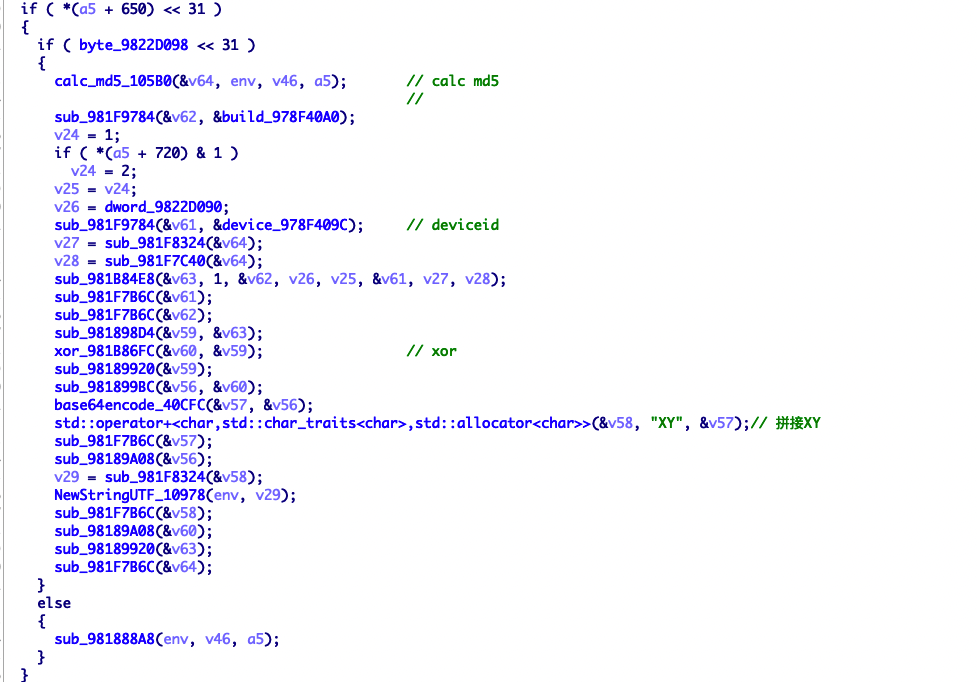 if ( *(a5 + 650) << 31 )
{
if ( byte_9822D098 << 31 )
{
calc_md5_105B0(&v64, env, v46, a5); // calc md5
//
sub_981F9784(&v62, &build_978F40A0);
v24 = 1;
if ( *(a5 + 720) & 1 )
v24 = 2;
v25 = v24;
v26 = dword_9822D090;
sub_981F9784(&v61, &device_978F409C); // deviceid
v27 = sub_981F8324(&v64);
v28 = sub_981F7C40(&v64);
sub_981B84E8(&v63, 1, &v62, v26, v25, &v61, v27, v28);
sub_981F7B6C(&v61);
sub_981F7B6C(&v62);
sub_981898D4(&v59, &v63);
xor_981B86FC(&v60, &v59); // xor
sub_98189920(&v59);
sub_981899BC(&v56, &v60);
base64encode_40CFC(&v57, &v56);
std::operator+<char,std::char_traits<char>,std::allocator<char>>(&v58, "XY", &v57);// 拼接XY
sub_981F7B6C(&v57);
sub_98189A08(&v56);
v29 = sub_981F8324(&v58);
NewStringUTF_10978(env, v29);
sub_981F7B6C(&v58);
sub_98189A08(&v60);
sub_98189920(&v63);
sub_981F7B6C(&v64);
}
else
{
sub_981888A8(env, v46, a5);
}
}